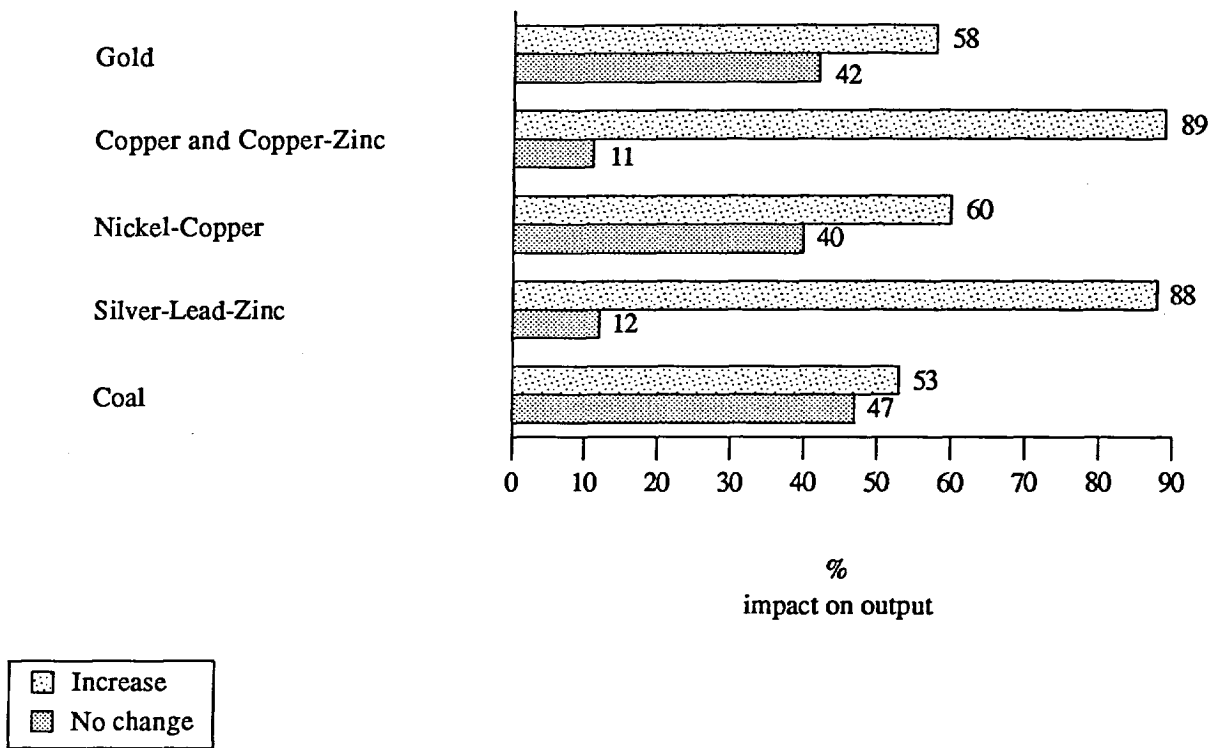 Gold
58
42
Copper and Copper-Zinc
89
11
Nickel-Copper
60
40
Silver-Lead-Zinc
88
12
Coal
53
47
0 10 20 30 40 50 60 70 80 90
%
impact on output
Increase
No change